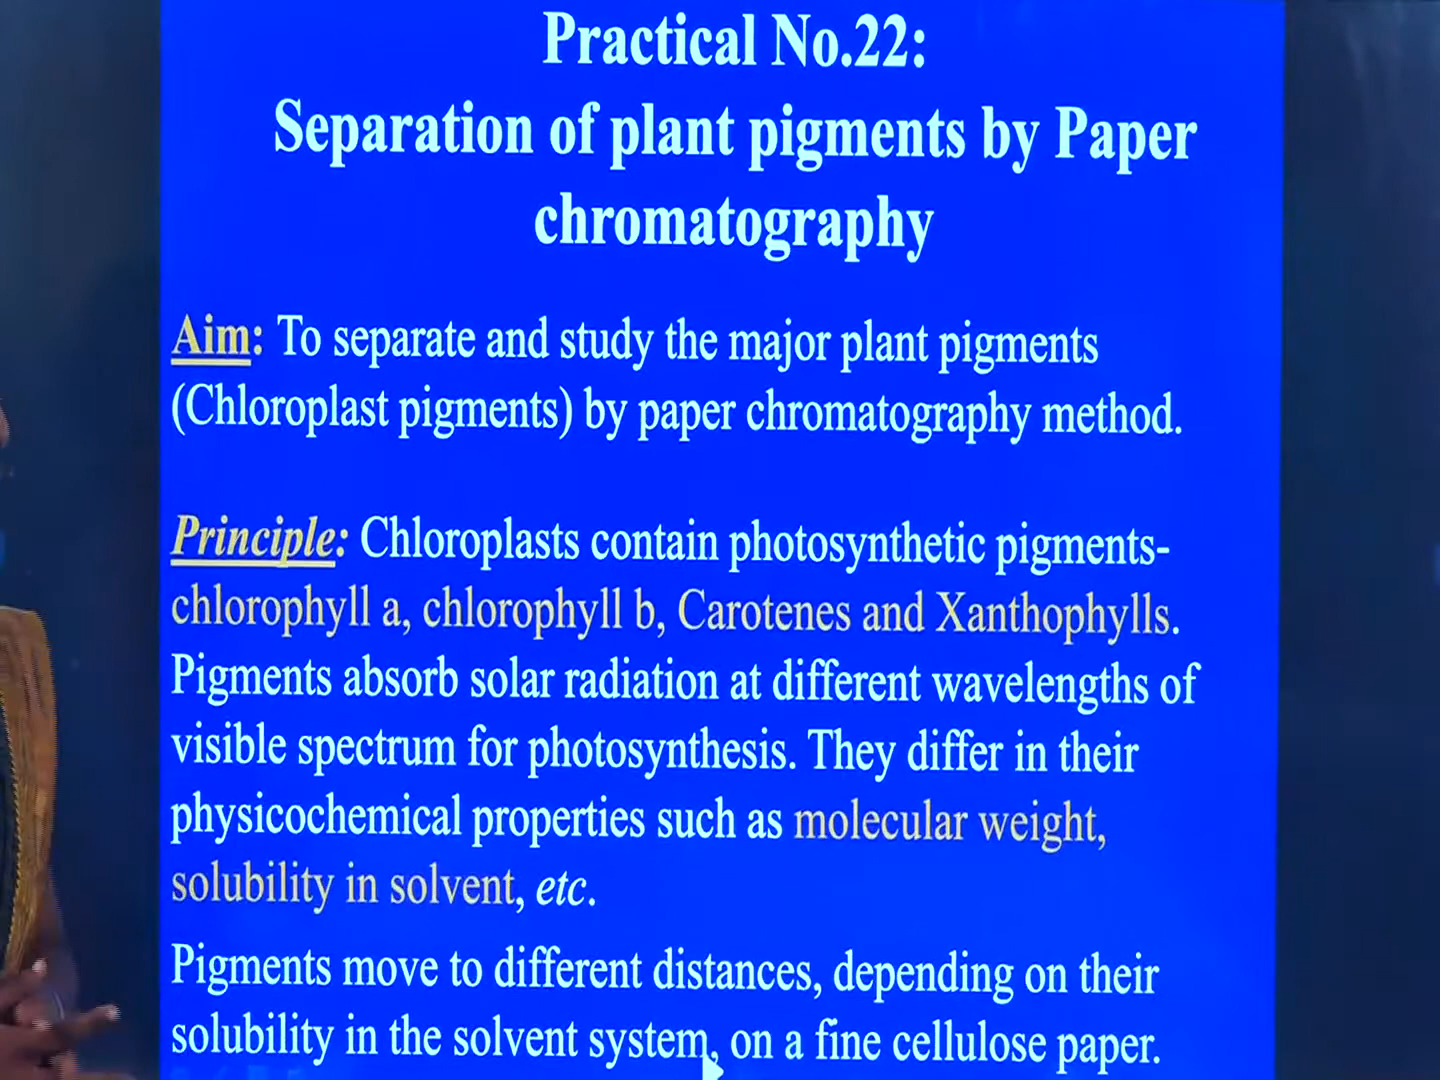 Practical No.22:
Separation of plant pigments by Paper
chromatography
Aim: To separate and study the major plant pigments
(Chloroplast pigments) by paper chromatography method.
Principle: Chloroplasts contain photosynthetic pigments-
chlorophyll a, chlorophyll b, Carotenes and Xanthophylls.
Pigments absorb solar radiation at different wavelengths of
visible spectrum for photosynthesis. They differ in their
physicochemical properties such as molecular weight,
solubility in solvent, etc.
Pigments move to different distances, depending on their
solubility in the solvent system, on a fine cellulose paper.